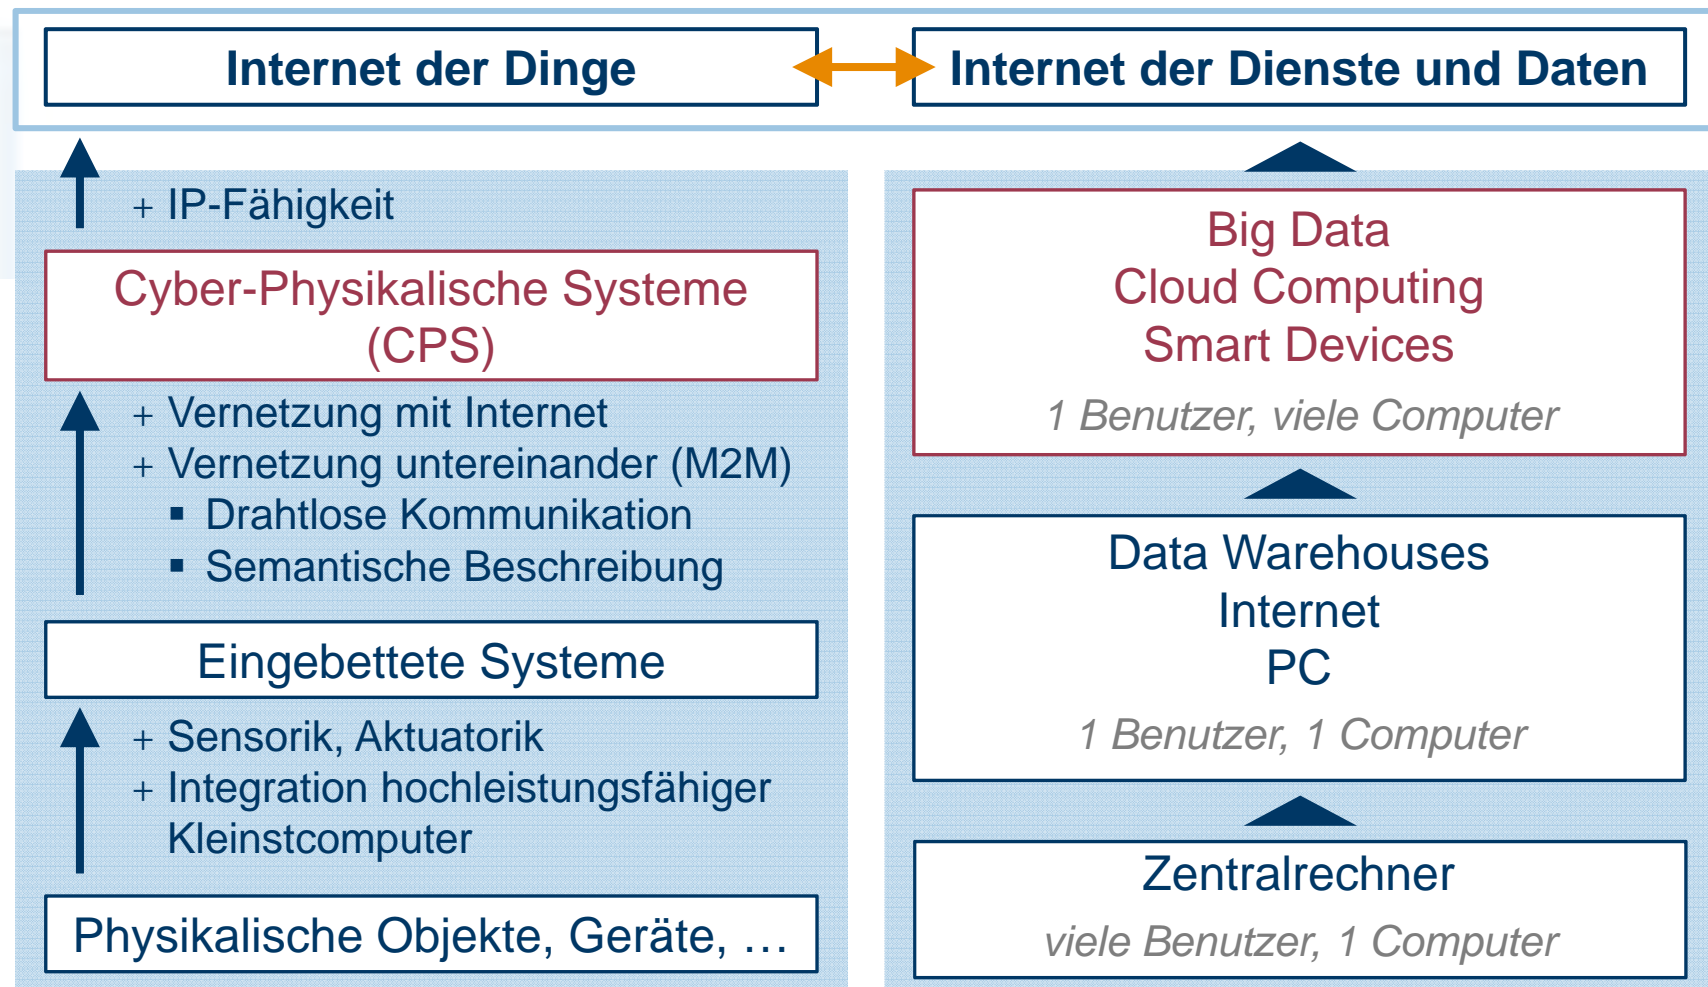 Internet der Dinge
Internet der Dienste und Daten
+ IP-Fähigkeit
Cyber-Physikalische Systeme
(CPS)
+ Vernetzung mit Internet
+ Vernetzung untereinander (M2M)
▪ Drahtlose Kommunikation
▪ Semantische Beschreibung
Eingebettete Systeme
+ Sensorik, Aktuatorik
+ Integration hochleistungsfähiger
Kleinstcomputer
Physikalische Objekte, Geräte, …
Big Data
Cloud Computing
Smart Devices
1 Benutzer, viele Computer
Data Warehouses
Internet
PC
1 Benutzer, 1 Computer
Zentralrechner
viele Benutzer, 1 Computer